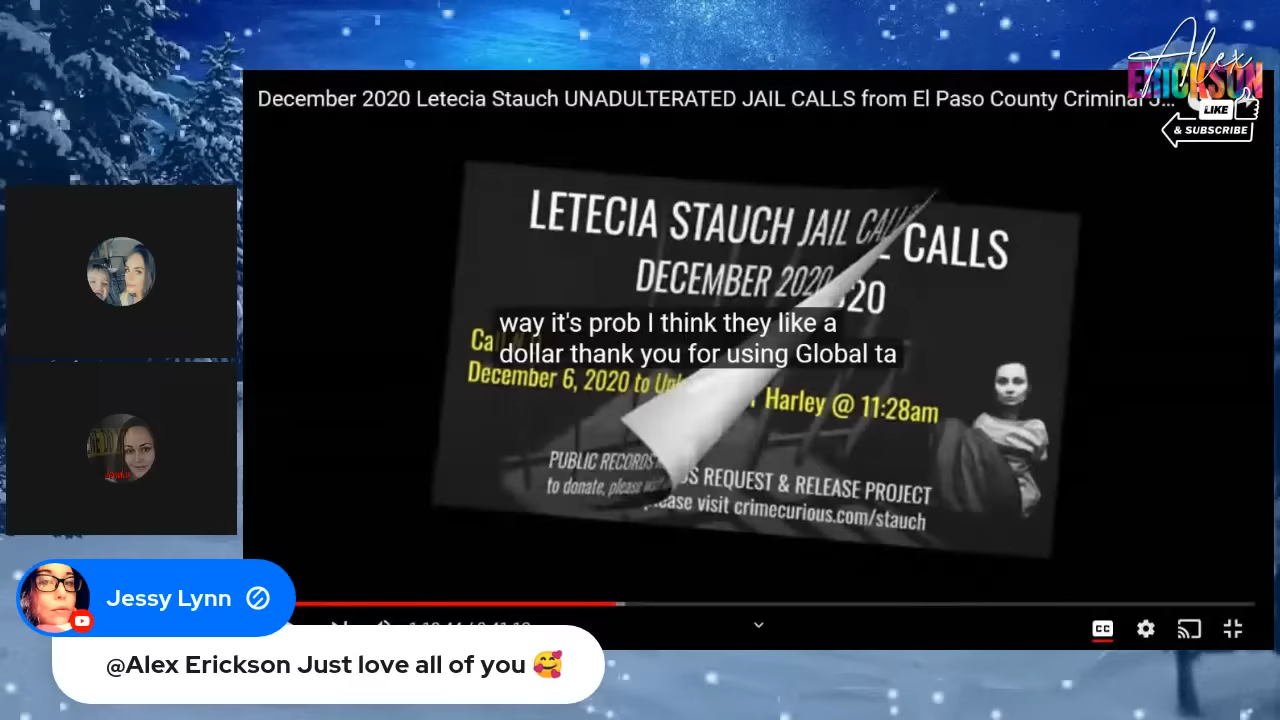 Alex
ERICKSON
LIKE
& SUBSCRIBE
December 2020 Letecia Stauch UNADULTERATED JAIL CALLS from El Paso County Criminal J...
LETECIA STAUCH JAIL CALLS
CALLS
DECEMBER 2020
way it's prob I think they like a
dollar thank you for using Global ta
December 6, 2020 to
Harley @ 11:28am
PUBLIC RECORDS
REQUEST & RELEASE PROJECT
to donate, please
visit crimecurious.com/stauch
CC
Jessy Lynn
@Alex Erickson Just love all of you 🥰